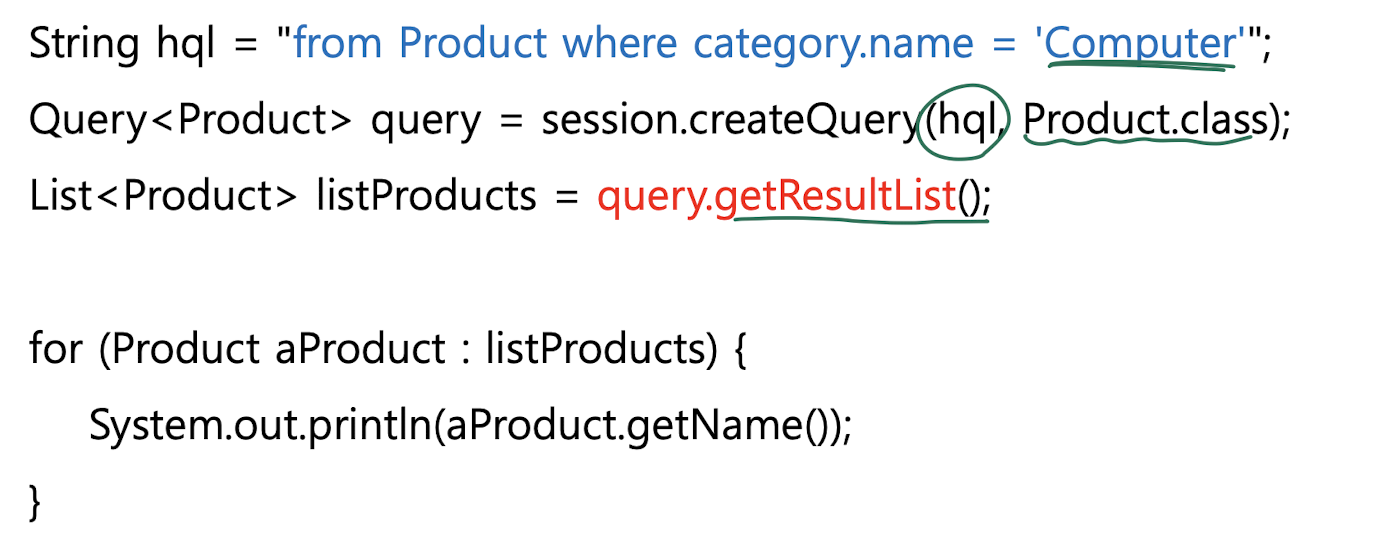 String hql = "from Product where category.name = 'Computer'";
Query<Product> query = session.createQuery(hql, Product.class);
List<Product> listProducts = query.getResultList();
for (Product aProduct : listProducts) {
System.out.println(aProduct.getName());
}